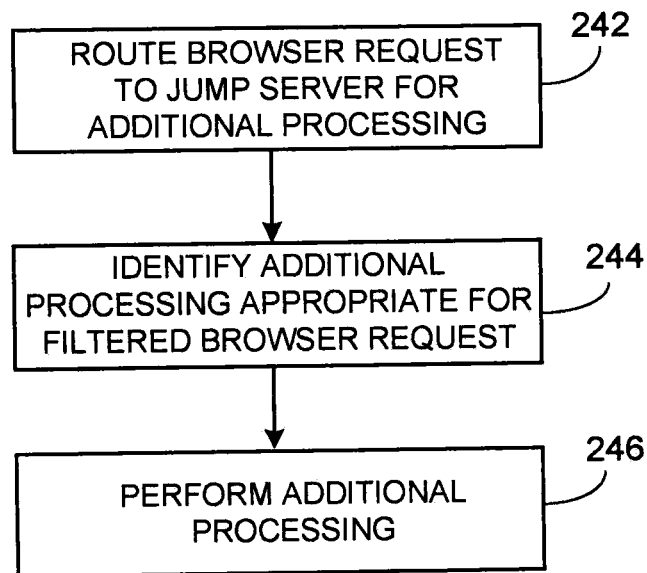 242
ROUTE BROWSER REQUEST
TO JUMP SERVER FOR
ADDITIONAL PROCESSING
244
IDENTIFY ADDITIONAL
PROCESSING APPROPRIATE FOR
FILTERED BROWSER REQUEST
246
PERFORM ADDITIONAL
PROCESSING